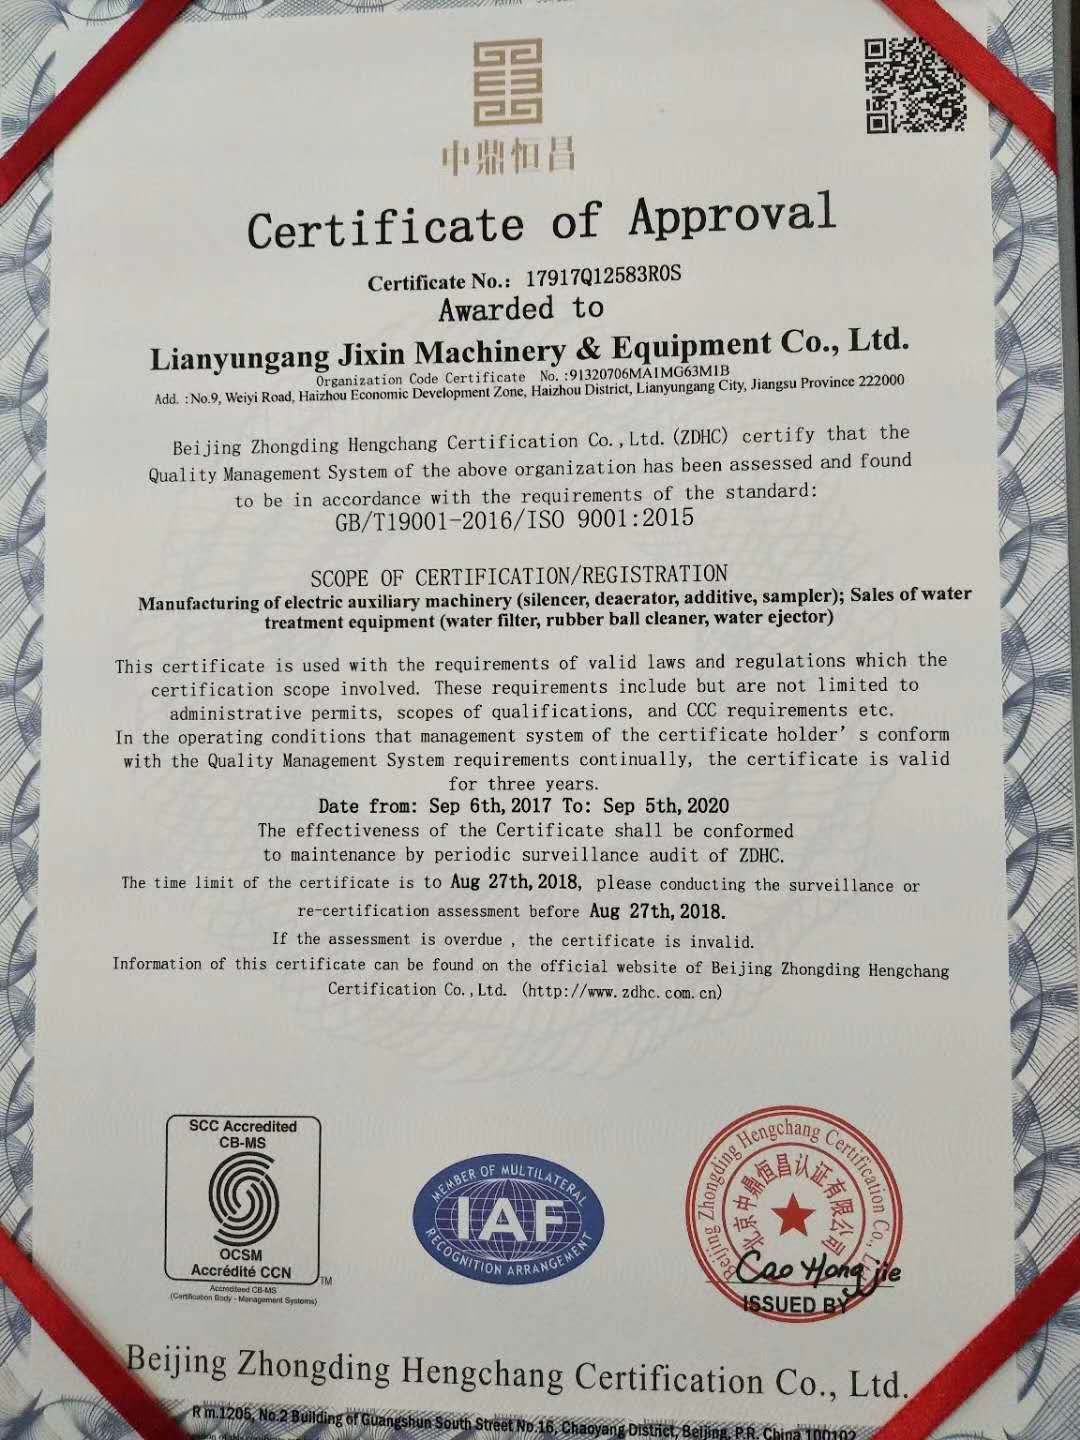 中鼎恒昌
Certificate of Approval
Certificate No.: 17917Q12583R0S
Awarded to
Lianyungang Jixin Machinery & Equipment Co., Ltd.
Organization Code Certificate No. :91320706MA1MG63M1B
Add. :No.9, Weiyi Road, Haizhou Economic Development Zone, Haizhou District, Lianyungang City, Jiangsu Province 222000
Beijing Zhongding Hengchang Certification Co.,Ltd. (ZDHC) certify that the
Quality Management System of the above organization has been assessed and found
to be in accordance with the requirements of the standard:
GB/T19001-2016/ISO 9001:2015
SCOPE OF CERTIFICATION/REGISTRATION
Manufacturing of electric auxiliary machinery (silencer, deaerator, additive, sampler); Sales of water
treatment equipment (water filter, rubber ball cleaner, water ejector)
This certificate is used with the requirements of valid laws and regulations which the
certification scope involved. These requirements include but are not limited to
administrative permits, scopes of qualifications, and CCC requirements etc.
In the operating conditions that management system of the certificate holder's conform
with the Quality Management System requirements continually, the certificate is valid
for three years.
Date from: Sep 6th, 2017 To: Sep 5th, 2020
The effectiveness of the Certificate shall be conformed
to maintenance by periodic surveillance audit of ZDHC.
The time limit of the certificate is to Aug 27th, 2018, please conducting the surveillance or
re-certification assessment before Aug 27th, 2018.
If the assessment is overdue , the certificate is invalid.
Information of this certificate can be found on the official website of Beijing Zhongding Hengchang
Certification Co.,Ltd. (http://www.zdhc.com.cn)
SCC Accredited
CB-MS
OCSM
Accrédité CCN
TM
Accrediteed CB-MS
(Certification Body - Management Systems)
MEMBER OF MULTILATERAL
IAF
RECOGNITION ARRANGEMENT
Beijing Zhongding Hengchang Certification Co., Ltd
北京中鼎恒昌认证有限公司
Cao Hong jie
ISSUED BY
Beijing Zhongding Hengchang Certification Co., Ltd.
Rm.1205, No.2 Building of Guangshun South Street No.16, Chaoyang District, Beijing, P.R. China 100102